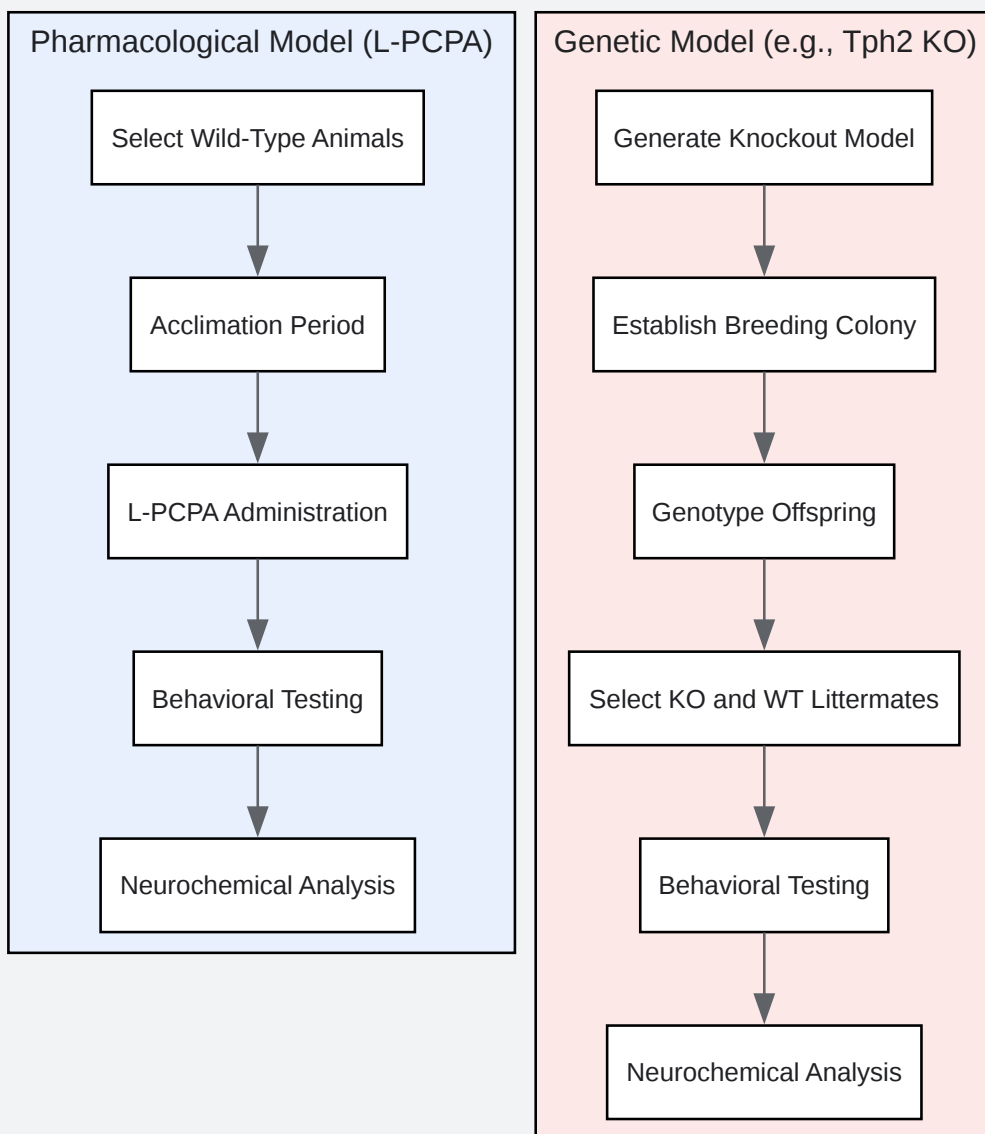 Pharmacological Model (L-PCPA)
Select Wild-Type Animals
Acclimation Period
L-PCPA Administration
Behavioral Testing
Neurochemical Analysis
Genetic Model (e.g., Tph2 KO)
Generate Knockout Model
Establish Breeding Colony
Genotype Offspring
Select KO and WT Littermates
Behavioral Testing
Neurochemical Analysis